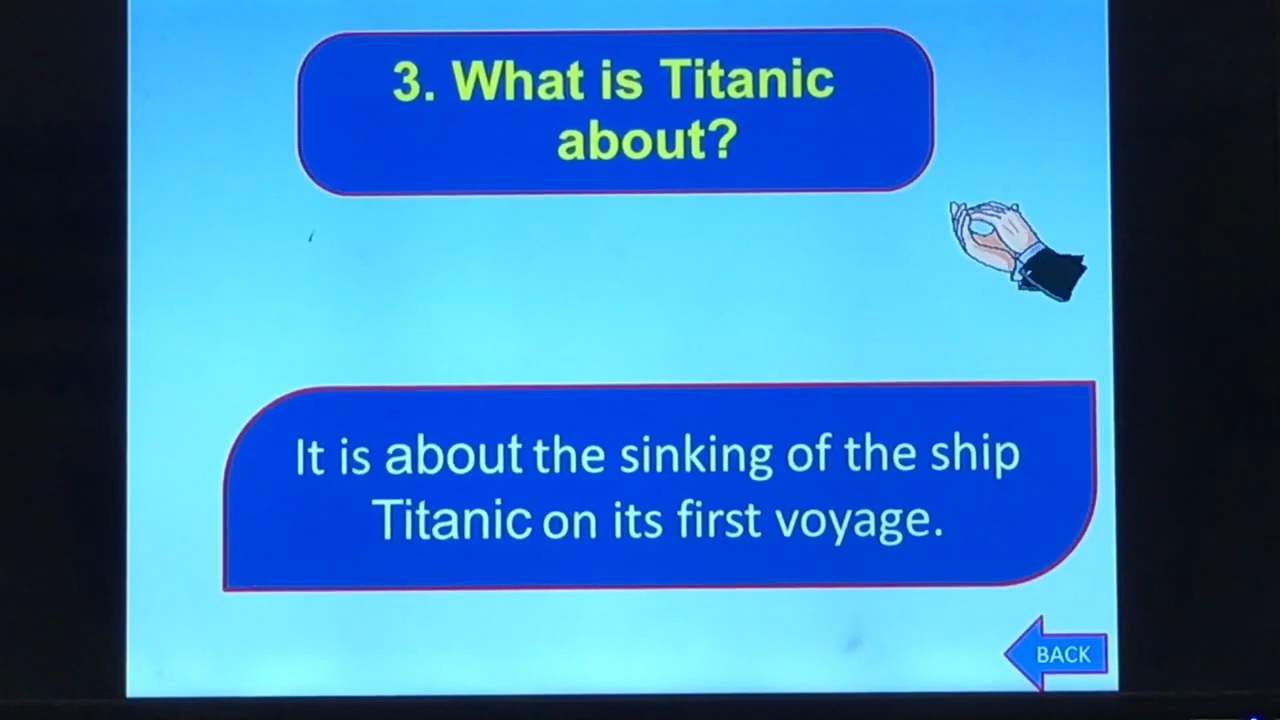 3. What is Titanic
about?
It is about the sinking of the ship
Titanic on its first voyage.
BACK